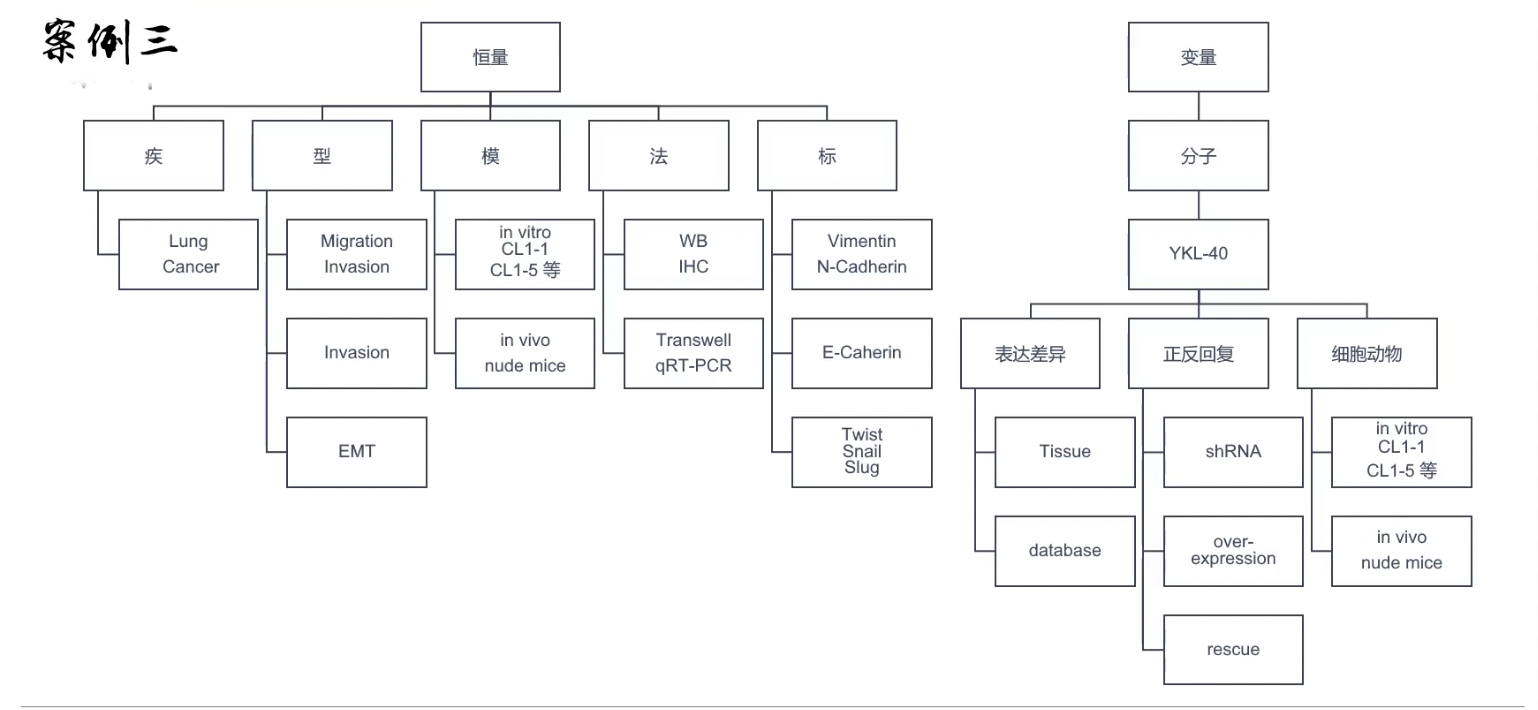 案例三
恒量
变量
疾
型
模
法
标
分子
Lung
Cancer
Migration
Invasion
in vitro
CL1-1
CL1-5 等
WB
IHC
Vimentin
N-Cadherin
YKL-40
Invasion
in vivo
nude mice
Transwell
qRT-PCR
E-Caherin
表达差异
正反回复
细胞动物
EMT
Twist
Snail
Slug
Tissue
shRNA
in vitro
CL1-1
CL1-5 等
database
over-
expression
in vivo
nude mice
rescue